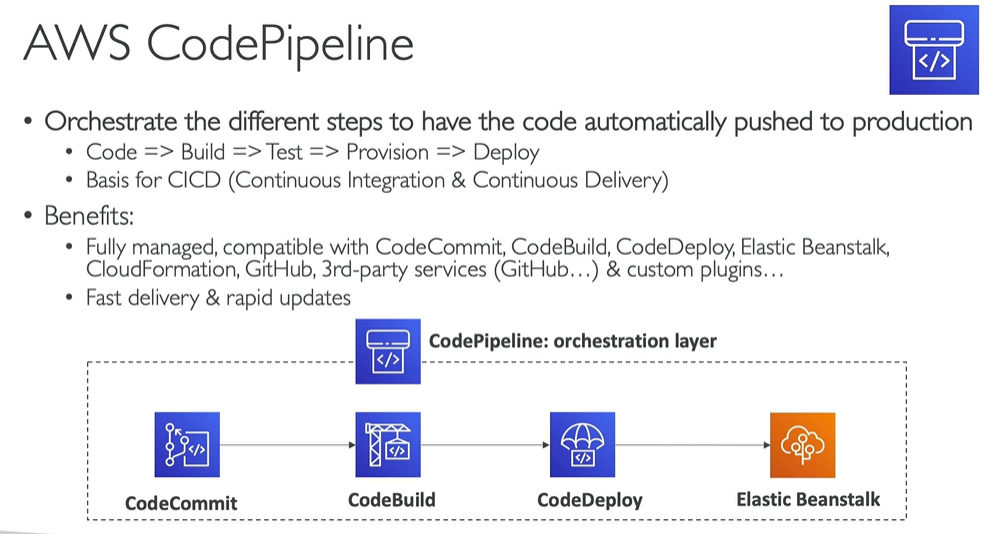 AWS CodePipeline
</>
• Orchestrate the different steps to have the code automatically pushed to production
• Code => Build => Test => Provision => Deploy
• Basis for CICD (Continuous Integration & Continuous Delivery)
• Benefits:
• Fully managed, compatible with CodeCommit, CodeBuild, CodeDeploy, Elastic Beanstalk,
CloudFormation, GitHub, 3rd-party services (GitHub…) & custom plugins…
• Fast delivery & rapid updates
</>
CodePipeline: orchestration layer
</>
</>
</>
CodeCommit
CodeBuild
CodeDeploy
Elastic Beanstalk